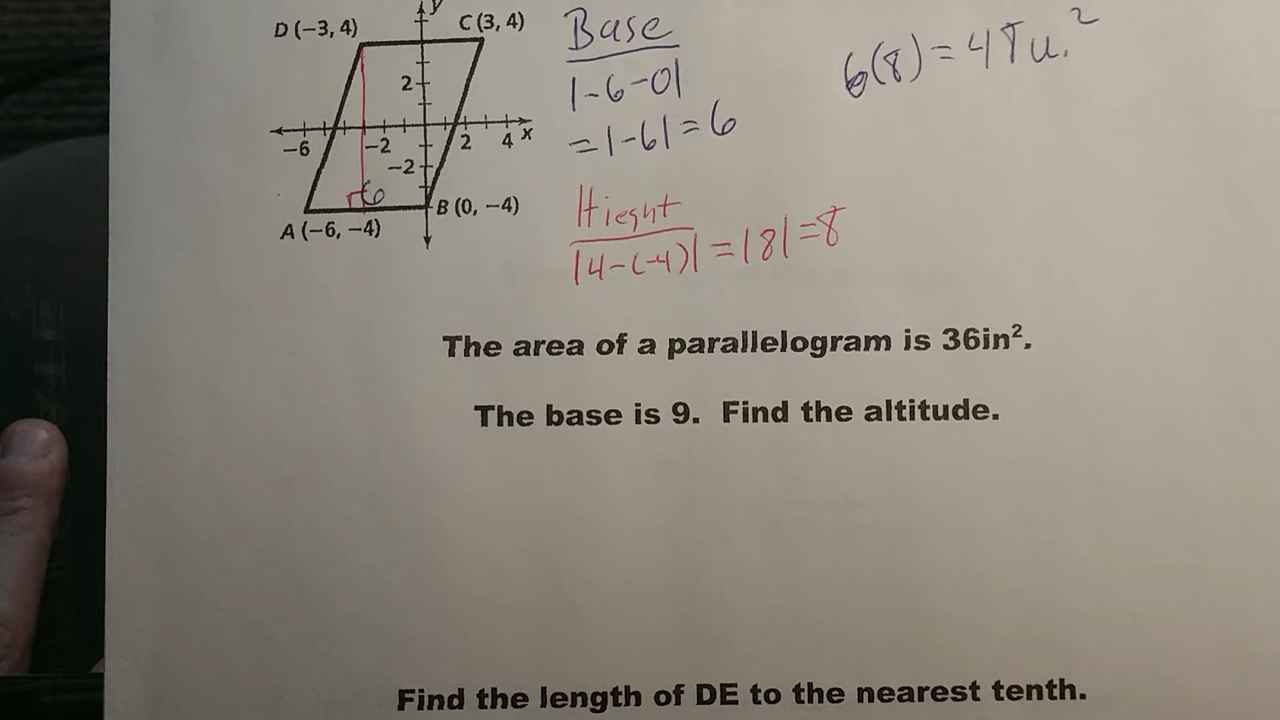 y
D (−3, 4)
C (3, 4)
2
−6
−2
2
4
x
−2
6
B (0, −4)
A (−6, −4)
Base
|-6-0|
=|-6|=6
Hieght
|4-(-4)|=|8|=8
6(8)=48 u.²
The area of a parallelogram is 36in².
The base is 9. Find the altitude.
Find the length of DE to the nearest tenth.